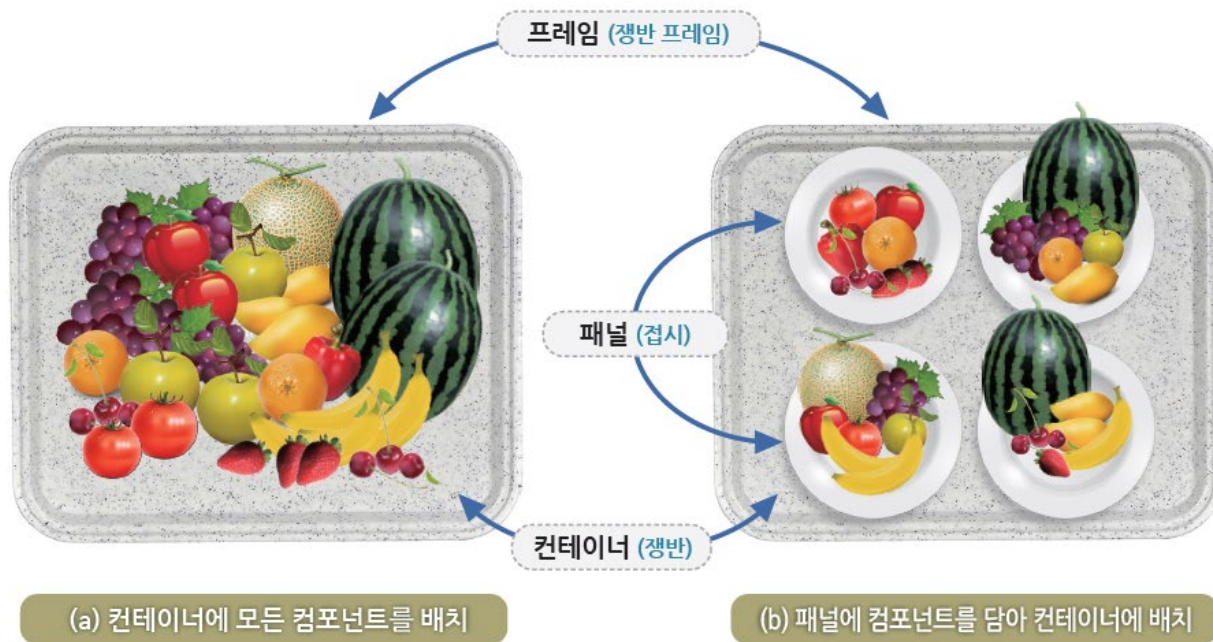 프레임 (쟁반 프레임)
패널 (접시)
컨테이너 (쟁반)
(a) 컨테이너에 모든 컴포넌트를 배치
(b) 패널에 컴포넌트를 담아 컨테이너에 배치